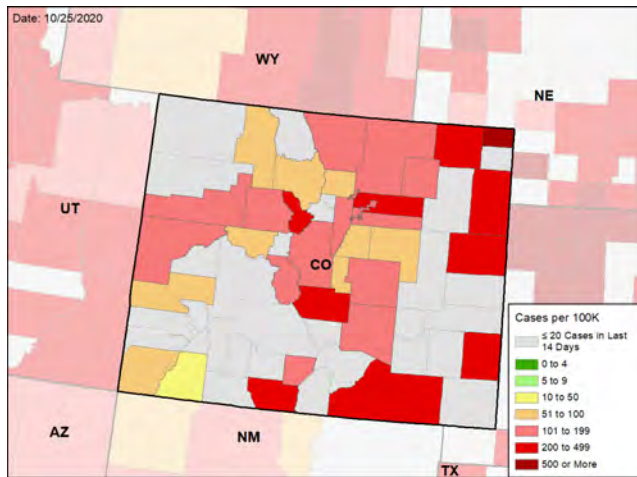 Date: 10/25/2020
WY
NE
UT
CO
AZ
NM
TX
Cases per 100K
≤ 20 Cases in Last
14 Days
0 to 4
5 to 9
10 to 50
51 to 100
101 to 199
200 to 499
500 or More